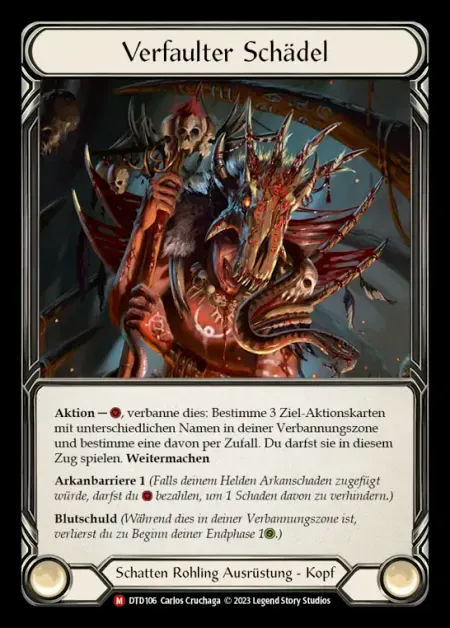 Verfaulter Schädel
Aktion — , verbanne dies: Bestimme 3 Ziel-Aktionskarten
mit unterschiedlichen Namen in deiner Verbannungszone
und bestimme eine davon per Zufall. Du darfst sie in diesem
Zug spielen. Weitermachen
Arkanbarriere 1 (Falls deinem Helden Arkanschaden zugefügt
würde, darfst du bezahlen, um 1 Schaden davon zu verhindern.)
Blutschuld (Während dies in deiner Verbannungszone ist,
verlierst du zu Beginn deiner Endphase 1.)
Schatten Rohling Ausrüstung - Kopf
M DTD106 Carlos Cruchaga © 2023 Legend Story Studios